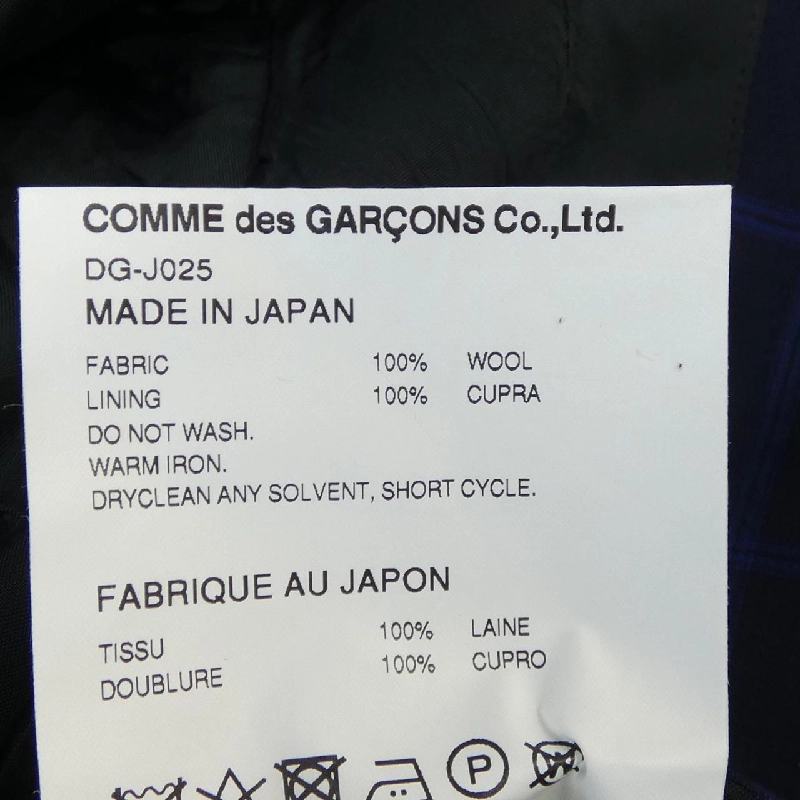 COMME des GARÇONS Co.,Ltd.
DG-J025
MADE IN JAPAN
FABRIC 100% WOOL
LINING 100% CUPRA
DO NOT WASH.
WARM IRON.
DRYCLEAN ANY SOLVENT, SHORT CYCLE.
FABRIQUE AU JAPON
TISSU 100% LAINE
DOUBLURE 100% CUPRO
P W